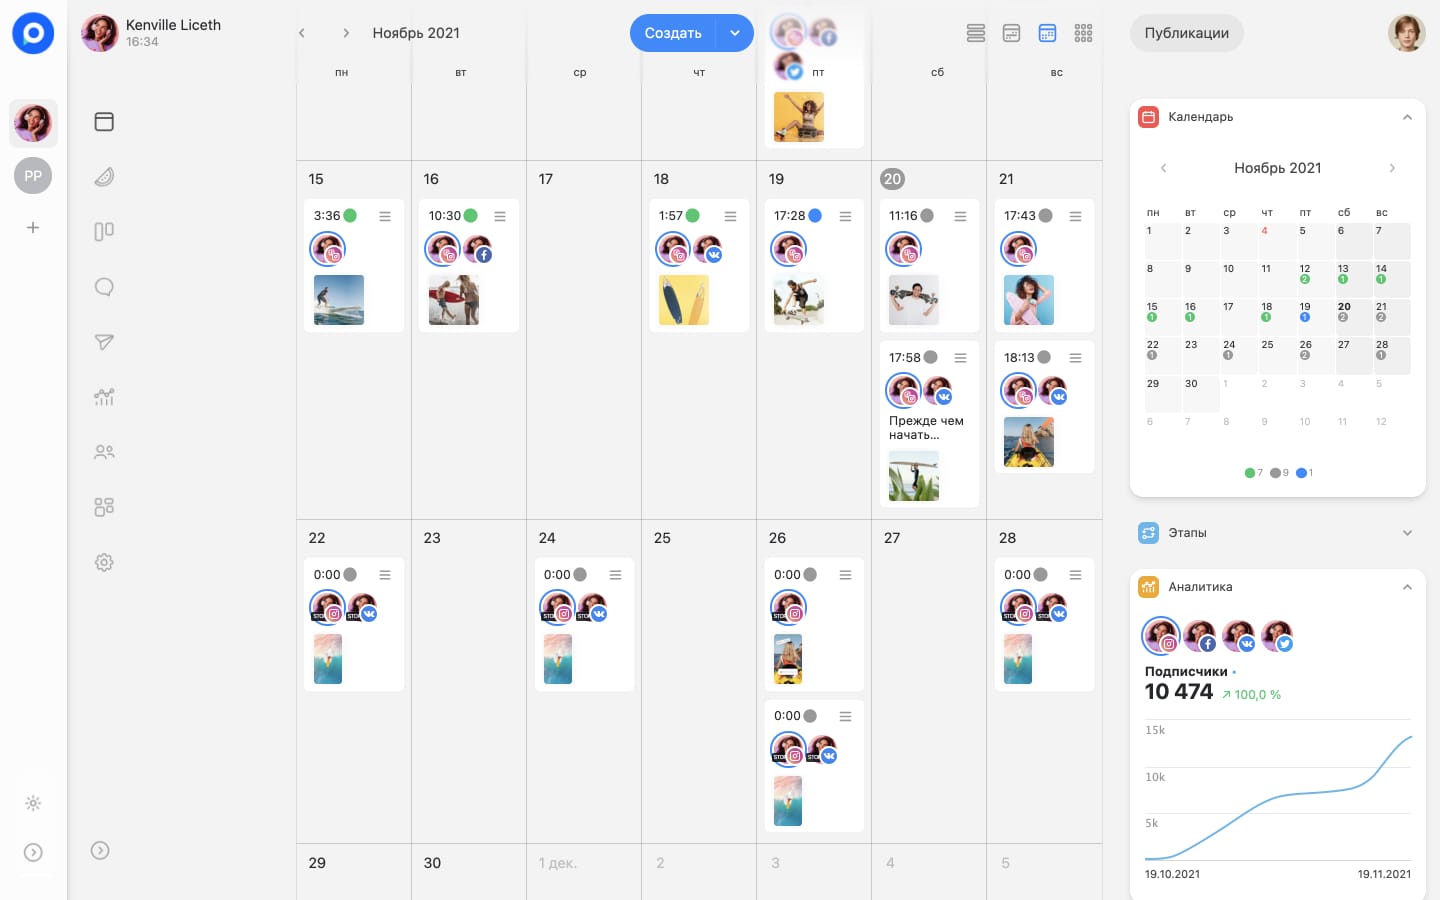 Kenville Liceth
16:34
Ноябрь 2021
Создать
Публикации
пн вт ср чт пт сб вс
PP
15 16 17 18 19 20 21
3:36
10:30
1:57
17:28
11:16
17:43
17:58
Прежде чем
начать...
18:13
22 23 24 25 26 27 28
0:00
0:00
0:00
0:00
0:00
29 30 1 дек. 2 3 4 5
Календарь
Ноябрь 2021
пн вт ср чт пт сб вс
1 2 3 4 5 6 7
8 9 10 11 12 13 14
2 1 1
15 16 17 18 19 20 21
1 1 1 1 2 2
22 23 24 25 26 27 28
1 1 2 1
29 30 1 2 3 4 5
6 7 8 9 10 11 12
7 9 1
Этапы
Аналитика
Подписчики
10 474 ↗ 100,0 %
15k
10k
5k
19.10.2021 19.11.2021